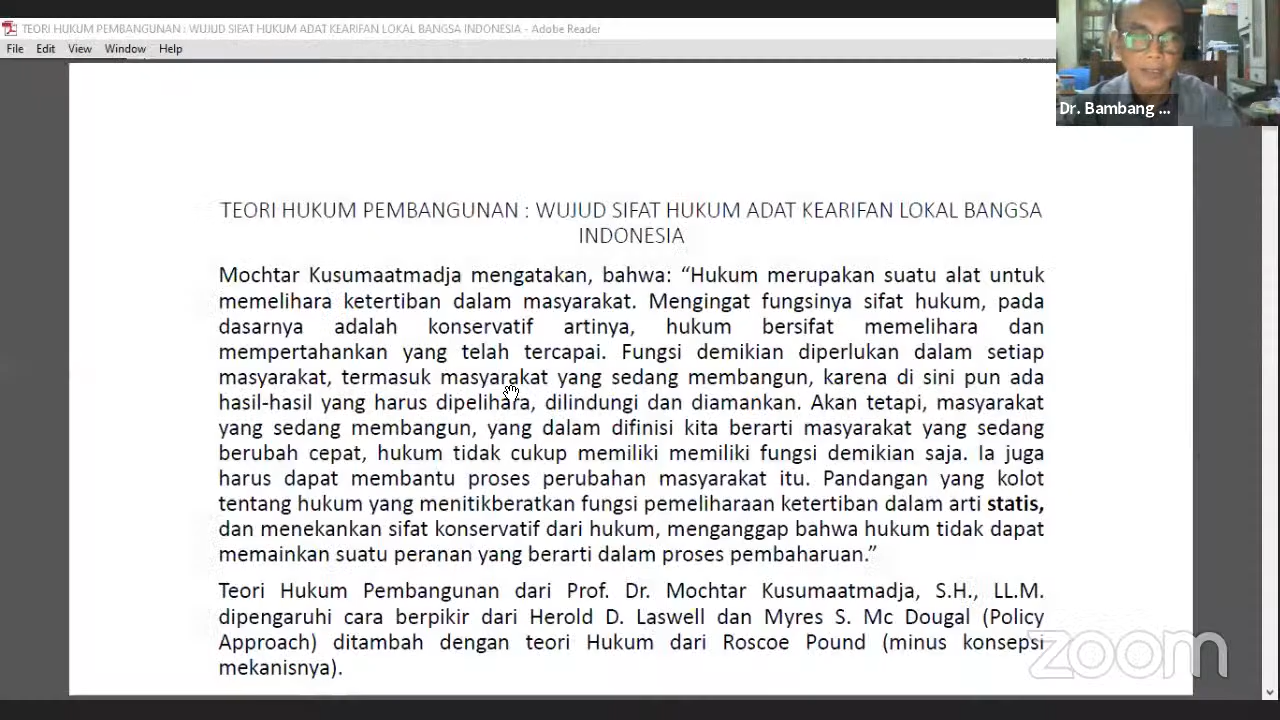 TEORI HUKUM PEMBANGUNAN : WUJUD SIFAT HUKUM ADAT KEARIFAN LOKAL BANGSA INDONESIA - Adobe Reader
File Edit View Window Help
Dr. Bambang ...
TEORI HUKUM PEMBANGUNAN : WUJUD SIFAT HUKUM ADAT KEARIFAN LOKAL BANGSA
INDONESIA
Mochtar Kusumaatmadja mengatakan, bahwa: “Hukum merupakan suatu alat untuk
memelihara ketertiban dalam masyarakat. Mengingat fungsinya sifat hukum, pada
dasarnya adalah konservatif artinya, hukum bersifat memelihara dan
mempertahankan yang telah tercapai. Fungsi demikian diperlukan dalam setiap
masyarakat, termasuk masyarakat yang sedang membangun, karena di sini pun ada
hasil-hasil yang harus dipelihara, dilindungi dan diamankan. Akan tetapi, masyarakat
yang sedang membangun, yang dalam difinisi kita berarti masyarakat yang sedang
berubah cepat, hukum tidak cukup memiliki memiliki fungsi demikian saja. Ia juga
harus dapat membantu proses perubahan masyarakat itu. Pandangan yang kolot
tentang hukum yang menitikberatkan fungsi pemeliharaan ketertiban dalam arti statis,
dan menekankan sifat konservatif dari hukum, menganggap bahwa hukum tidak dapat
memainkan suatu peranan yang berarti dalam proses pembaharuan.”
Teori Hukum Pembangunan dari Prof. Dr. Mochtar Kusumaatmadja, S.H., LL.M.
dipengaruhi cara berpikir dari Herold D. Laswell dan Myres S. Mc Dougal (Policy
Approach) ditambah dengan teori Hukum dari Roscoe Pound (minus konsepsi
mekanisnya).
zoom